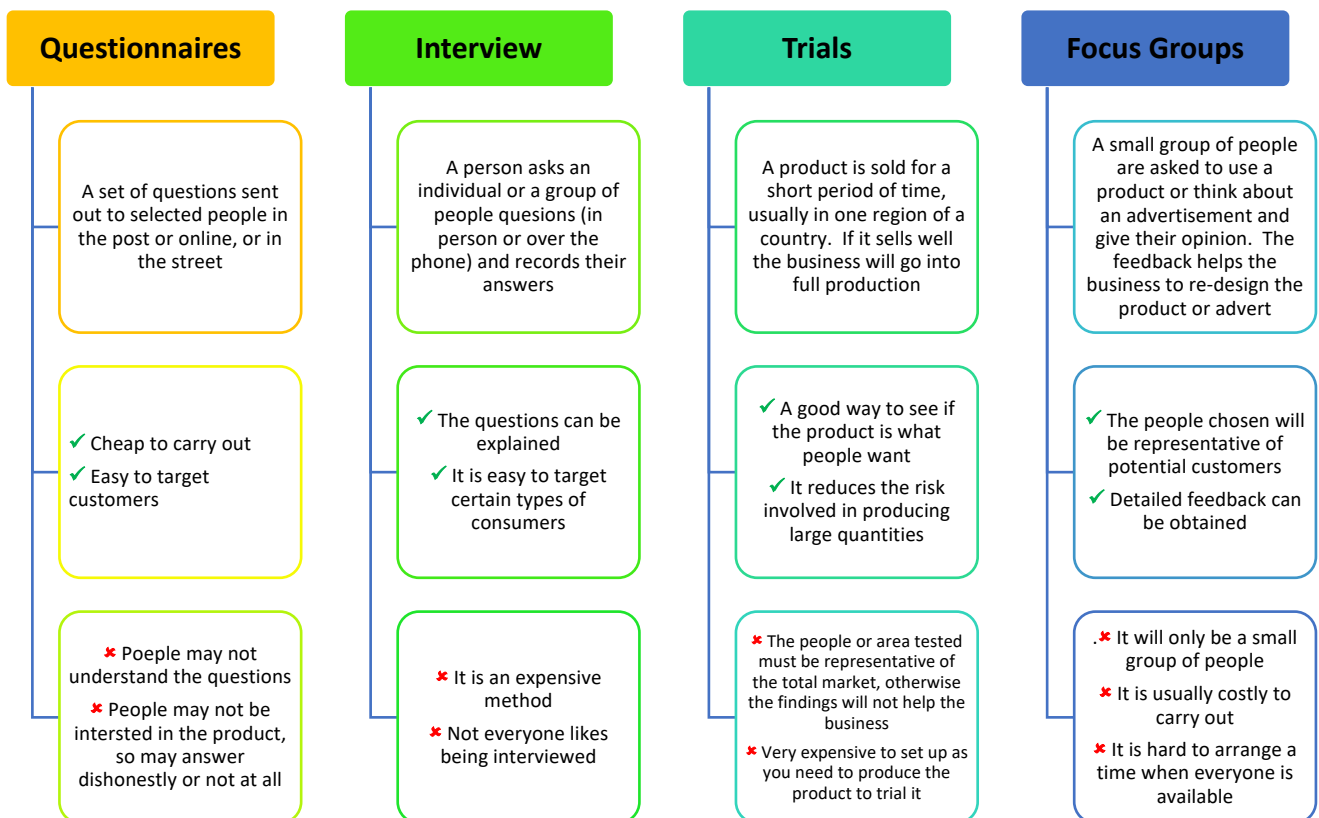 Questionnaires
A set of questions sent
out to selected people in
the post or online, or in
the street
✓ Cheap to carry out
✓ Easy to target
customers
✘ Poeple may not
understand the questions
✘ People may not be
intersted in the product,
so may answer
dishonestly or not at all
Interview
A person asks an
individual or a group of
people quesions (in
person or over the
phone) and records their
answers
✓ The questions can be
explained
✓ It is easy to target
certain types of
consumers
✘ It is an expensive
method
✘ Not everyone likes
being interviewed
Trials
A product is sold for a
short period of time,
usually in one region of a
country. If it sells well
the business will go into
full production
✓ A good way to see if
the product is what
people want
✓ It reduces the risk
involved in producing
large quantities
✘ The people or area tested
must be representative of
the total market, otherwise
the findings will not help the
business
✘ Very expensive to set up as
you need to produce the
product to trial it
Focus Groups
A small group of people
are asked to use a
product or think about
an advertisement and
give their opinion. The
feedback helps the
business to re-design the
product or advert
✓ The people chosen will
be representative of
potential customers
✓ Detailed feedback can
be obtained
.✘ It will only be a small
group of people
✘ It is usually costly to
carry out
✘ It is hard to arrange a
time when everyone is
available